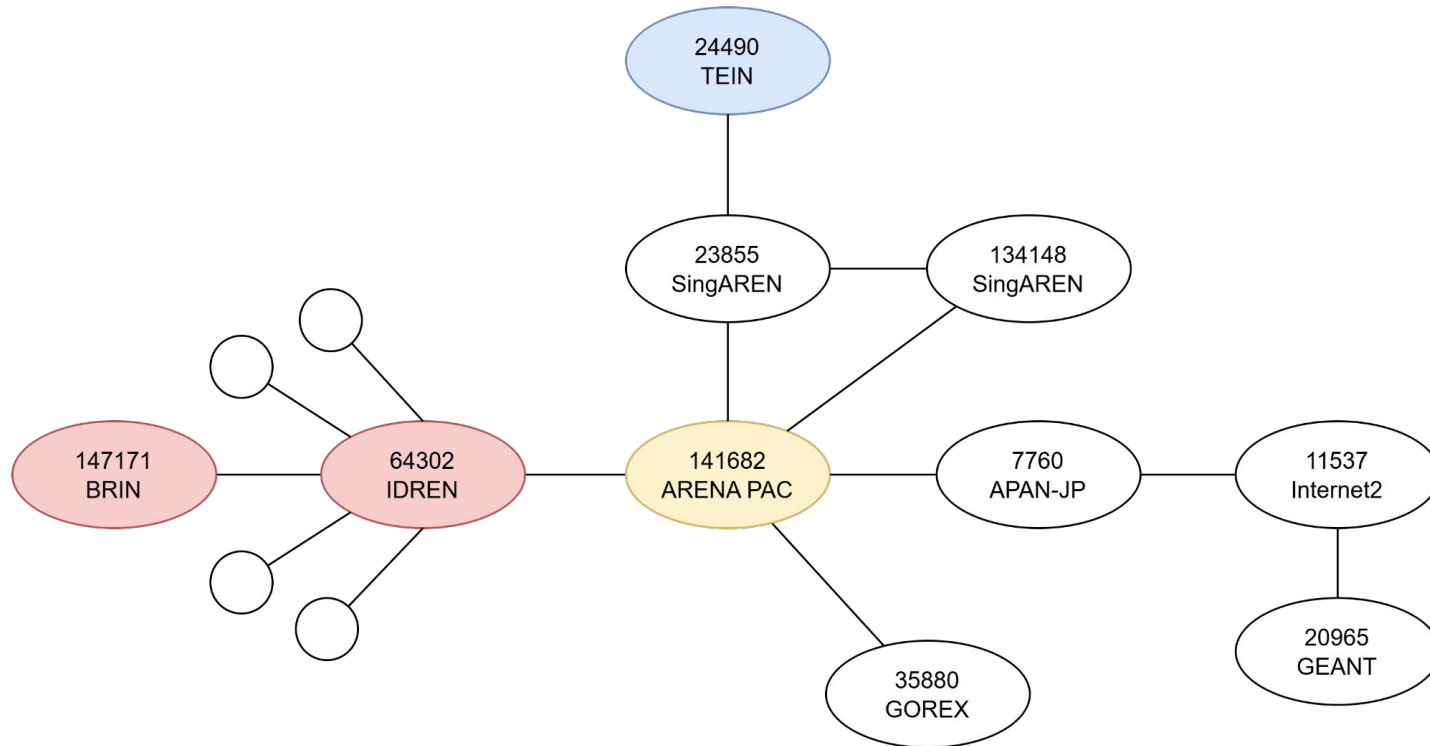 24490
TEIN
23855
SingAREN
134148
SingAREN
147171
BRIN
64302
IDREN
141682
ARENA PAC
7760
APAN-JP
11537
Internet2
20965
GEANT
35880
GOREX